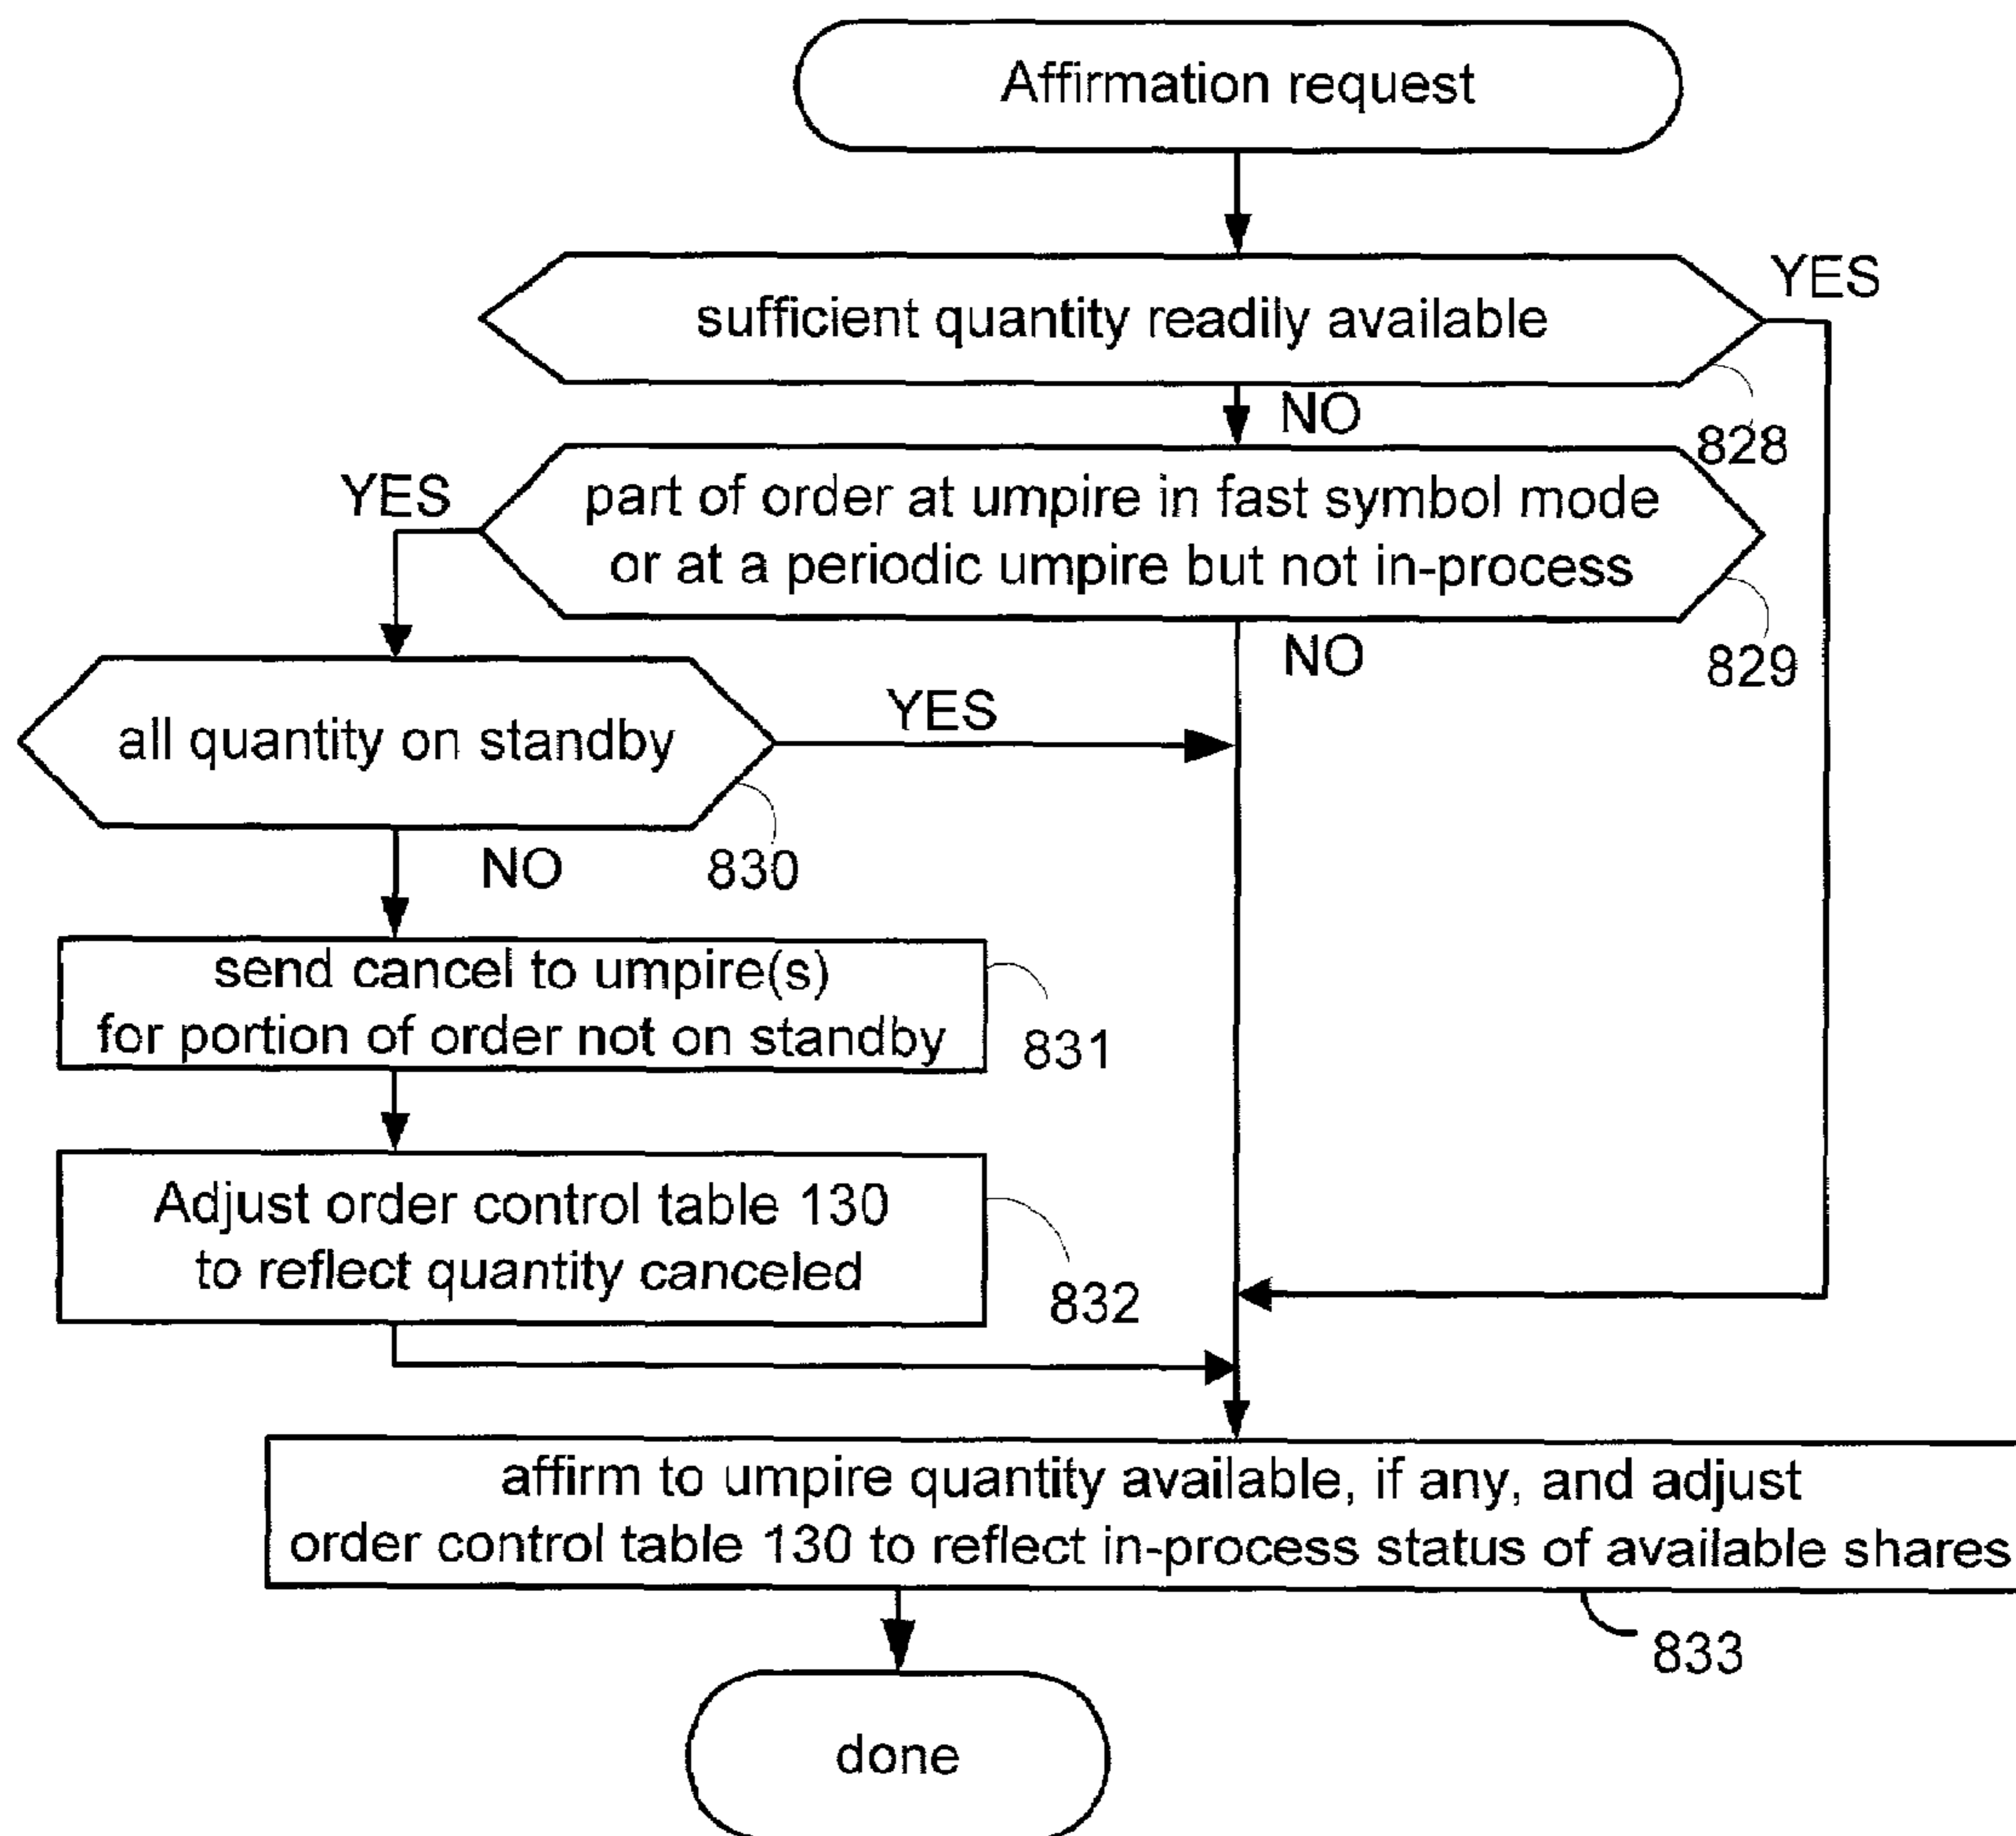 Affirmation request
YES
sufficient quantity readily available
828
NO
YES
part of order at umpire in fast symbol mode
or at a periodic umpire but not in-process
829
NO
all quantity on standby
YES
830
NO
send cancel to umpire(s)
for portion of order not on standby
831
Adjust order control table 130
to reflect quantity canceled
832
affirm to umpire quantity available, if any, and adjust
order control table 130 to reflect in-process status of available shares
833
done